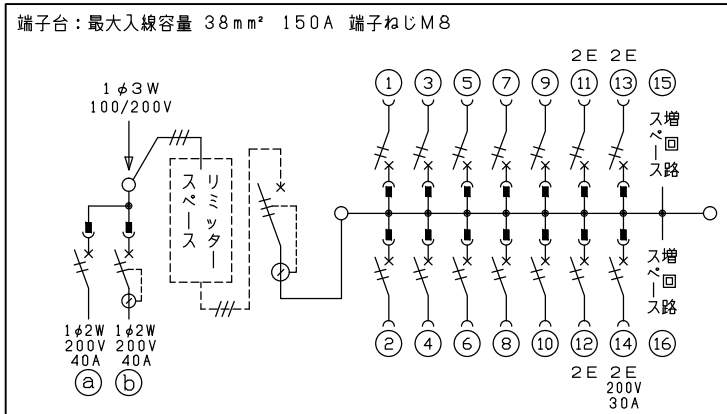 端子台：最大入線容量 38mm² 150A 端子ねじM8
1φ3W
100/200V
リミッター
スペース
1φ2W
200V
40A
ⓐ
1φ2W
200V
40A
ⓑ
2E 2E
① ③ ⑤ ⑦ ⑨ ⑪ ⑬ ⑮
増回路
スペース
増回路
スペース
② ④ ⑥ ⑧ ⑩ ⑫ ⑭ ⑯
2E 2E
200V
30A